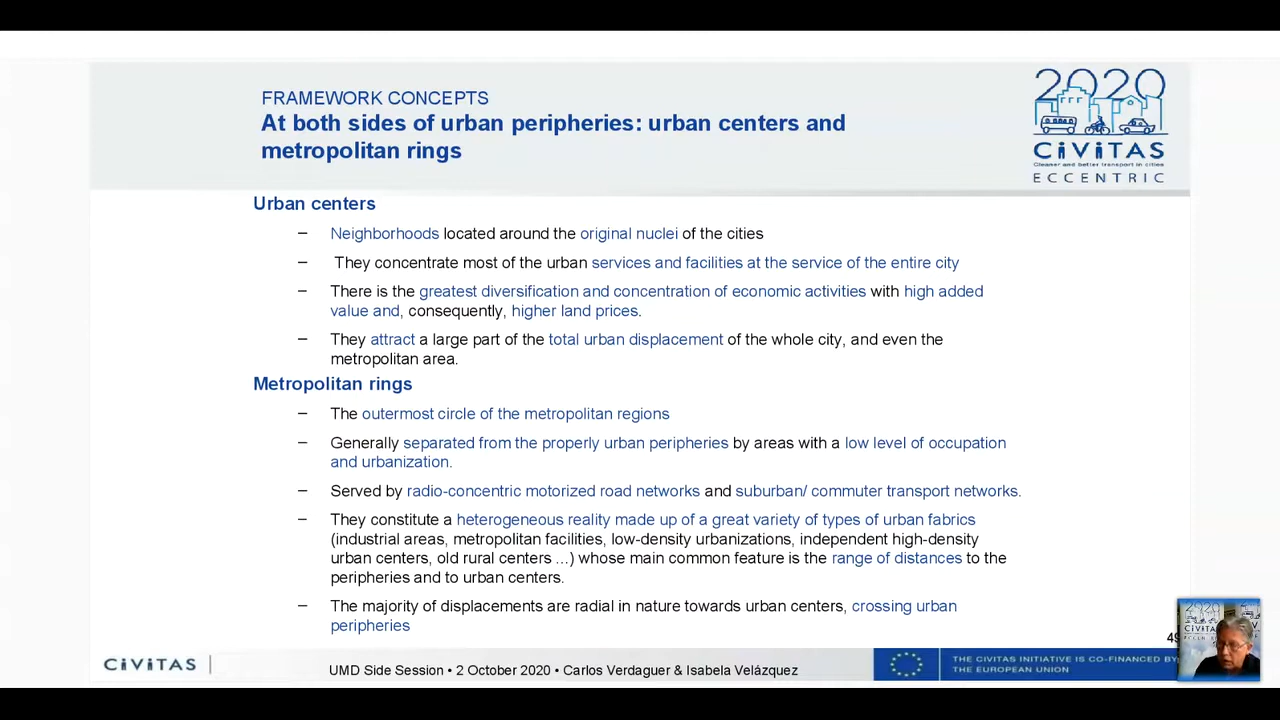 FRAMEWORK CONCEPTS
At both sides of urban peripheries: urban centers and
metropolitan rings
2020
CiViTAS
Cleaner and better transport in cities
ECCENTRIC
Urban centers
– Neighborhoods located around the original nuclei of the cities
– They concentrate most of the urban services and facilities at the service of the entire city
– There is the greatest diversification and concentration of economic activities with high added
value and, consequently, higher land prices.
– They attract a large part of the total urban displacement of the whole city, and even the
metropolitan area.
Metropolitan rings
– The outermost circle of the metropolitan regions
– Generally separated from the properly urban peripheries by areas with a low level of occupation
and urbanization.
– Served by radio-concentric motorized road networks and suburban/ commuter transport networks.
– They constitute a heterogeneous reality made up of a great variety of types of urban fabrics
(industrial areas, metropolitan facilities, low-density urbanizations, independent high-density
urban centers, old rural centers ...) whose main common feature is the range of distances to the
peripheries and to urban centers.
– The majority of displacements are radial in nature towards urban centers, crossing urban
peripheries
CiViTAS
UMD Side Session • 2 October 2020 • Carlos Verdaguer & Isabela Velázquez
THE CIVITAS INITIATIVE IS CO-FINANCED BY
THE EUROPEAN UNION